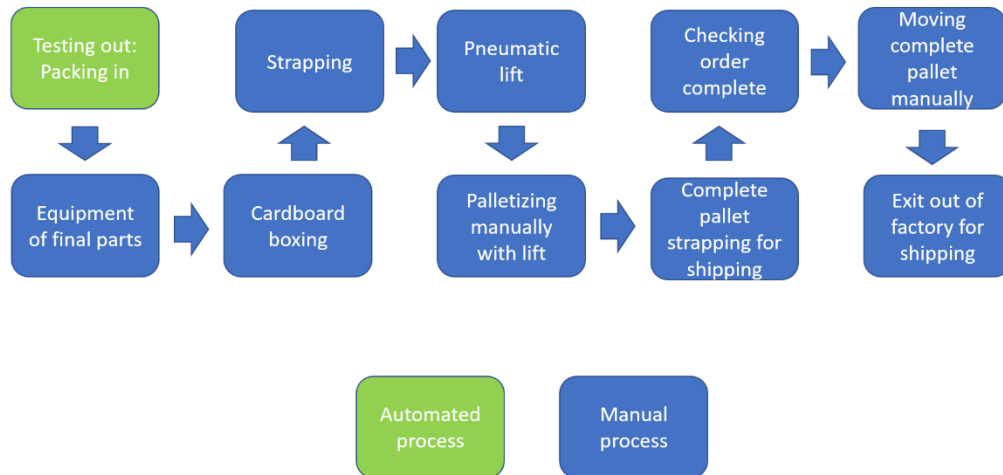 Testing out:
Packing in
Equipment
of final parts
Cardboard
boxing
Strapping
Pneumatic
lift
Palletizing
manually
with lift
Complete
pallet
strapping for
shipping
Checking
order
complete
Moving
complete
pallet
manually
Exit out of
factory for
shipping
Automated
process
Manual
process